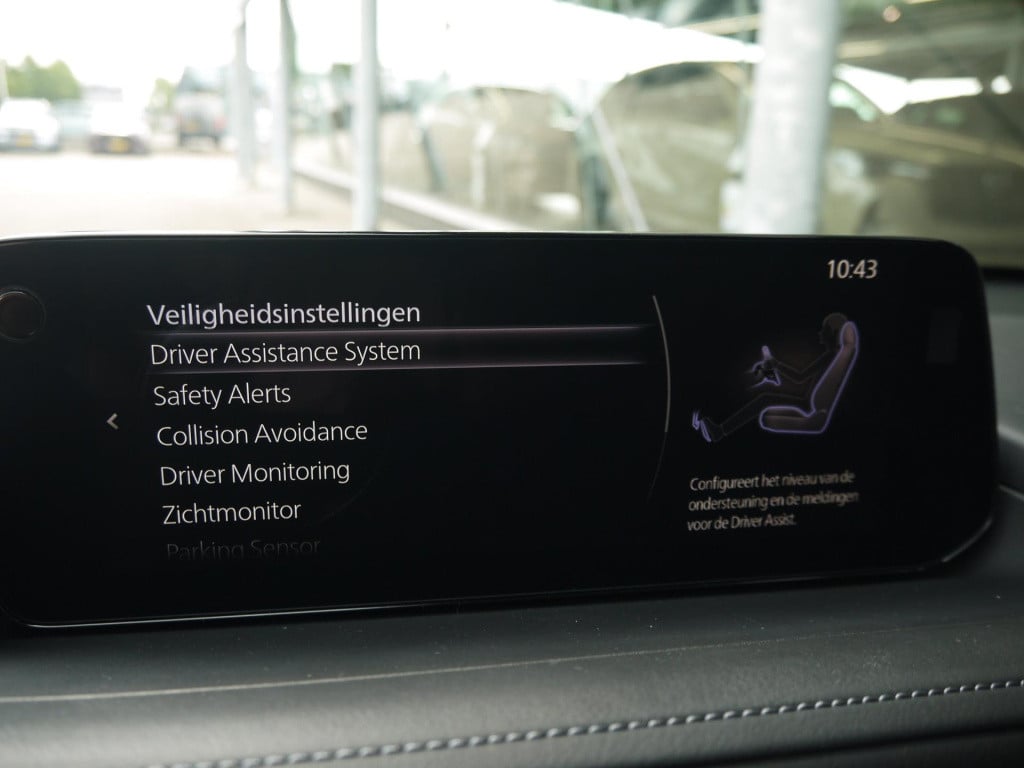 10:43
Veiligheidsinstellingen
Driver Assistance System
Safety Alerts
Collision Avoidance
Driver Monitoring
Zichtmonitor
Parking Sensor
Configureert het niveau van de
ondersteuning en de meldingen
voor de Driver Assist.